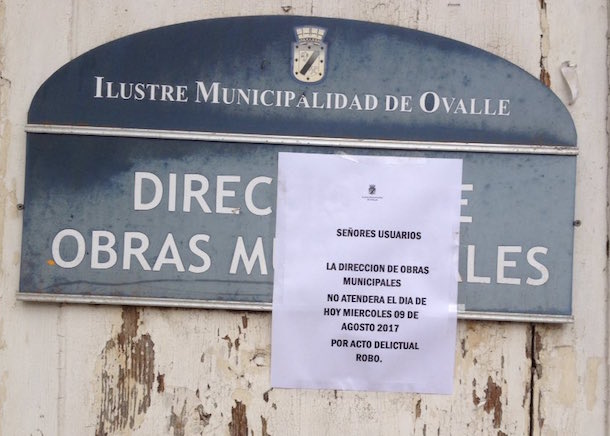 ILUSTRE MUNICIPALIDAD DE OVALLE
DIREC E
OBRAS MU ALES
SEÑORES USUARIOS
LA DIRECCION DE OBRAS
MUNICIPALES
NO ATENDERA EL DIA DE
HOY MIERCOLES 09 DE
AGOSTO 2017
POR ACTO DELICTUAL
ROBO.